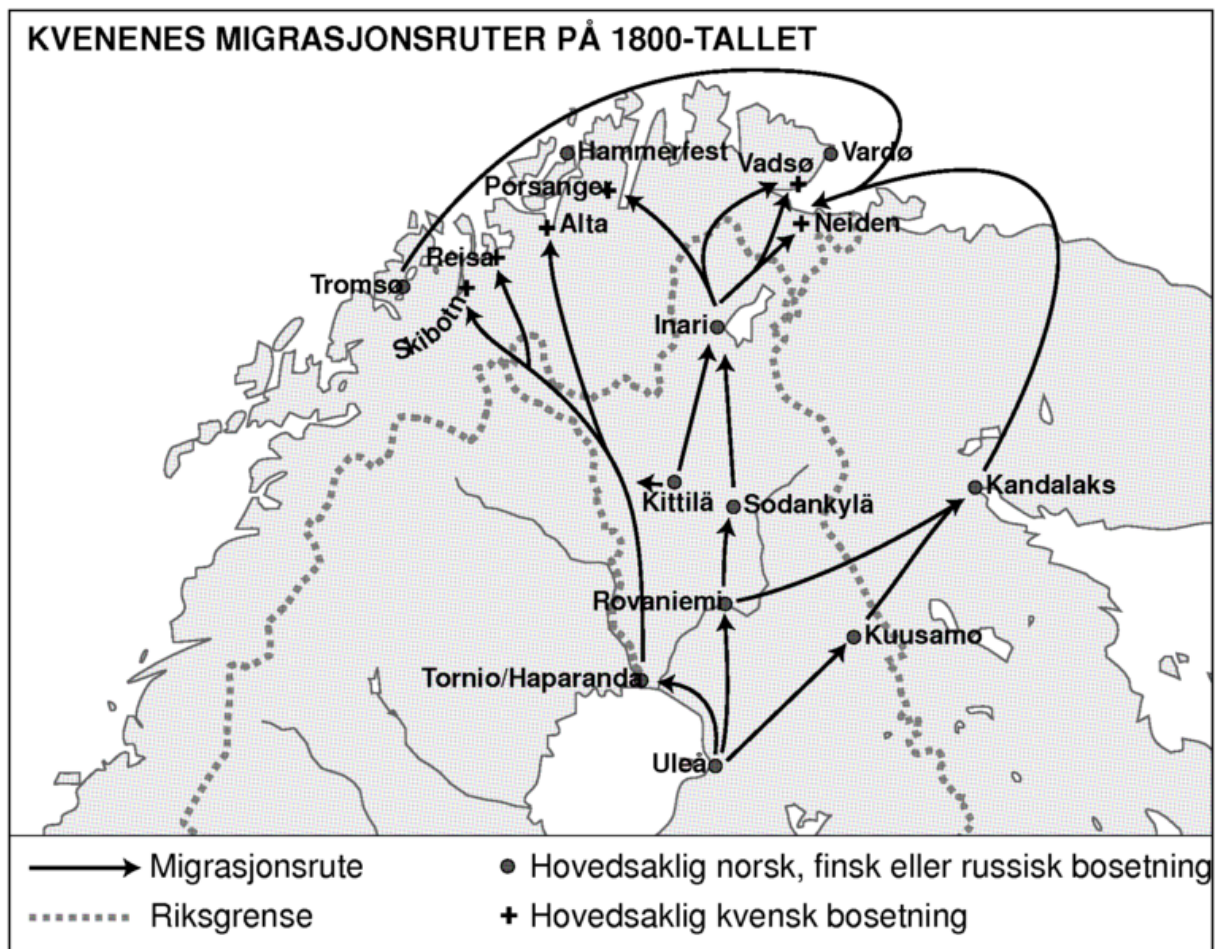 KVENENES MIGRASJONSRUTER PÅ 1800-TALLET
Hammerfest
Vardø
Vadsø
Porsanger
Alta
Neiden
Reisa
Tromsø
Skibotn
Inari
Kittilä
Sodankylä
Kandalaks
Rovaniemi
Kuusamo
Tornio/Haparanda
Uleå
Migrasjonsrute
Hovedsaklig norsk, finsk eller russisk bosetning
Riksgrense
Hovedsaklig kvensk bosetning